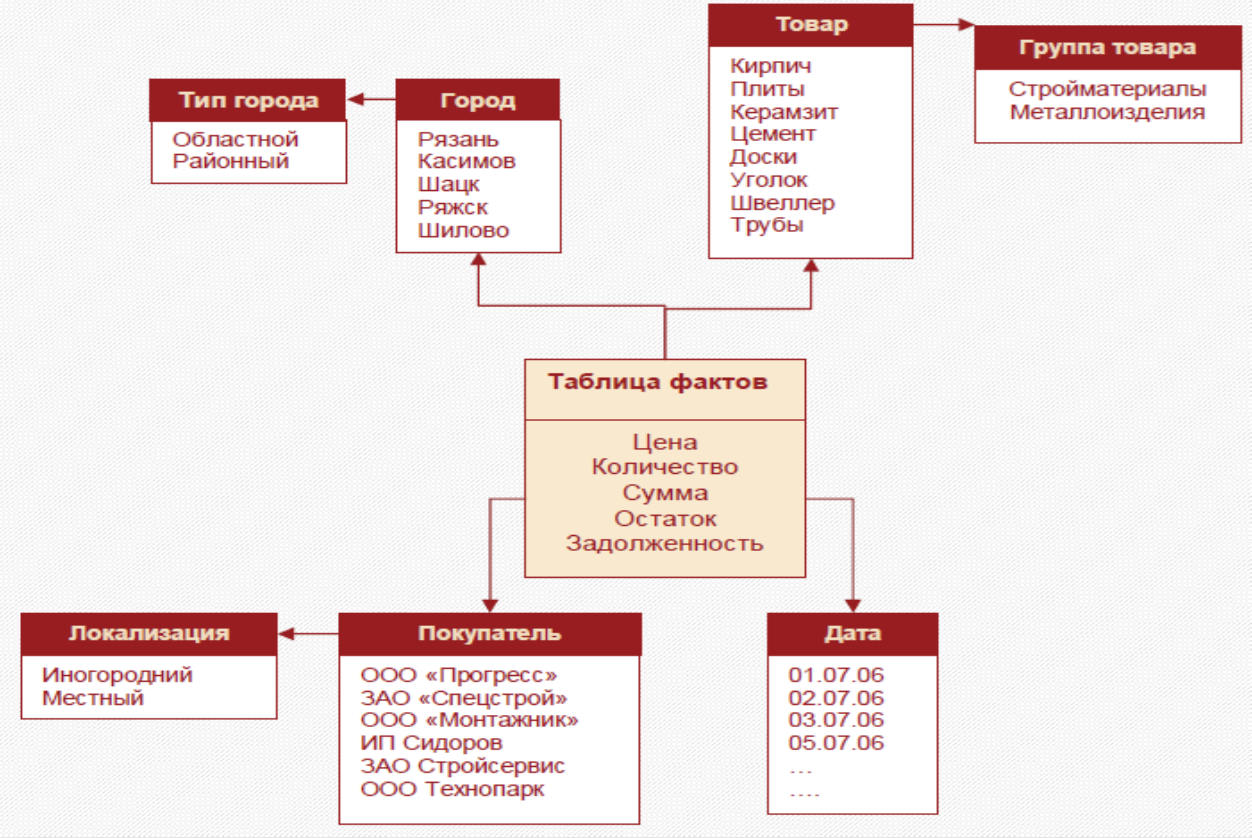 Товар
Кирпич
Плиты
Керамзит
Цемент
Доски
Уголок
Швеллер
Трубы
Группа товара
Стройматериалы
Металлоизделия
Тип города
Областной
Районный
Город
Рязань
Касимов
Шацк
Ряжск
Шилово
Таблица фактов
Цена
Количество
Сумма
Остаток
Задолженность
Локализация
Иногородний
Местный
Покупатель
ООО «Прогресс»
ЗАО «Спецстрой»
ООО «Монтажник»
ИП Сидоров
ЗАО Стройсервис
ООО Технопарк
Дата
01.07.06
02.07.06
03.07.06
05.07.06
...
....